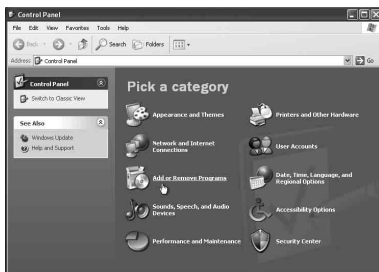 Control Panel
File Edit View Favorites Tools Help
Back Search Folders
Address Control Panel Go
Control Panel
Switch to Classic View
See Also
Windows Update
Help and Support
Pick a category
Appearance and Themes
Printers and Other Hardware
Network and Internet Connections
User Accounts
Add or Remove Programs
Date, Time, Language, and Regional Options
Sounds, Speech, and Audio Devices
Accessibility Options
Performance and Maintenance
Security Center